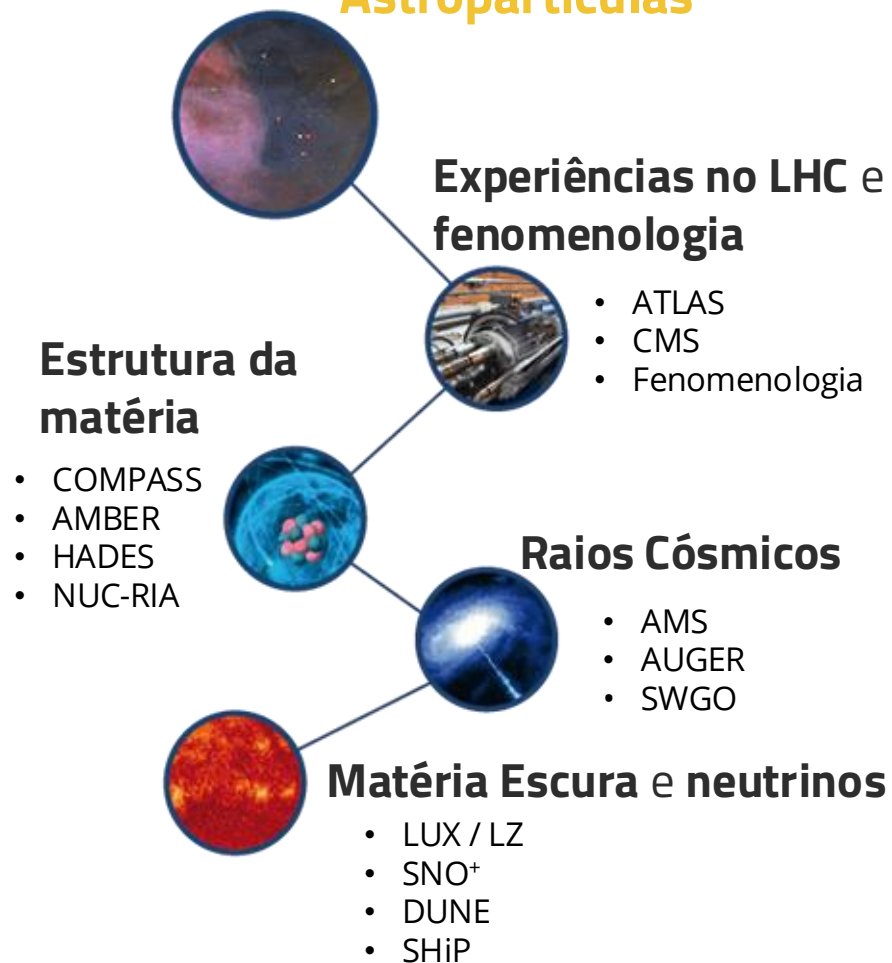 Astropartículas
Experiências no LHC e
fenomenologia
• ATLAS
• CMS
• Fenomenologia
Estrutura da
matéria
• COMPASS
• AMBER
• HADES
• NUC-RIA
Raios Cósmicos
• AMS
• AUGER
• SWGO
Matéria Escura e neutrinos
• LUX / LZ
• SNO⁺
• DUNE
• SHiP